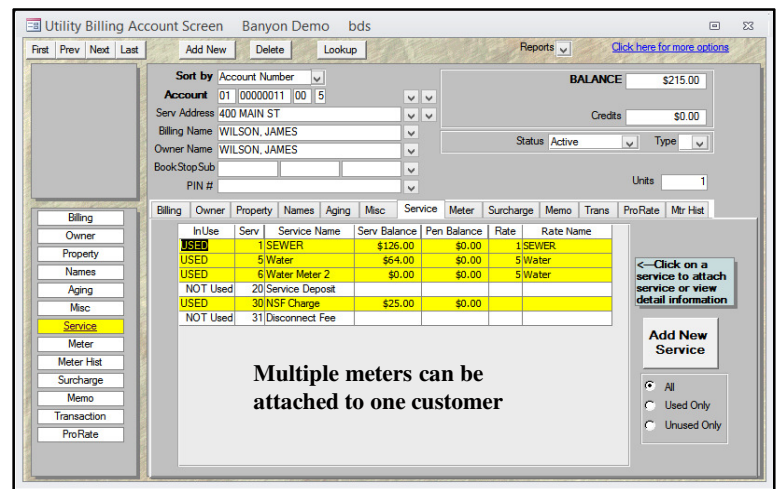 Utility Billing Account Screen Banyon Demo bds
First Prev Next Last Add New Delete Lookup Reports Click here for more options
Sort by Account Number
Account 01 00000011 00 5
Serv Address 400 MAIN ST
Billing Name WILSON, JAMES
Owner Name WILSON, JAMES
BookStopSub
PIN #
BALANCE $215.00
Credits $0.00
Status Active Type
Units 1
Billing
Owner
Property
Names
Aging
Misc
Service
Meter
Meter Hist
Surcharge
Memo
Transaction
ProRate
Billing Owner Property Names Aging Misc Service Meter Surcharge Memo Trans ProRate Mtr Hist
InUse Serv Service Name Serv Balance Pen Balance Rate Rate Name
USED 1 SEWER $126.00 $0.00 1 SEWER
USED 5 Water $64.00 $0.00 5 Water
USED 6 Water Meter 2 $0.00 $0.00 5 Water
NOT Used 20 Service Deposit
USED 30 NSF Charge $25.00 $0.00
NOT Used 31 Disconnect Fee
Multiple meters can be
attached to one customer
<--Click on a
service to attach
service or view
detail information
Add New
Service
All
Used Only
Unused Only